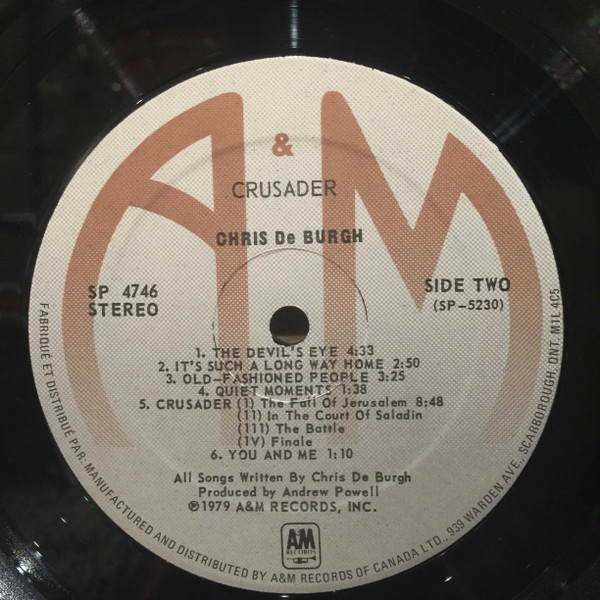 A & M
CRUSADER
CHRIS De BURGH
SP 4746
STEREO
SIDE TWO
(SP-5230)
1. THE DEVIL'S EYE 4:33
2. IT'S SUCH A LONG WAY HOME 2:50
3. OLD-FASHIONED PEOPLE 3:25
4. QUIET MOMENTS 1:38
5. CRUSADER (1) The Fall Of Jerusalem 8:48
(11) In The Court Of Saladin
(111) The Battle
(1V) Finale
6. YOU AND ME 1:10
All Songs Written By Chris De Burgh
Produced by Andrew Powell
℗1979 A&M RECORDS, INC.
AM
RECORDS
FABRIQUÉ ET DISTRIBUÉ PAR: MANUFACTURED AND DISTRIBUTED BY A&M RECORDS OF CANADA LTD., 939 WARDEN AVE., SCARBOROUGH, ONT. M1L 4C5